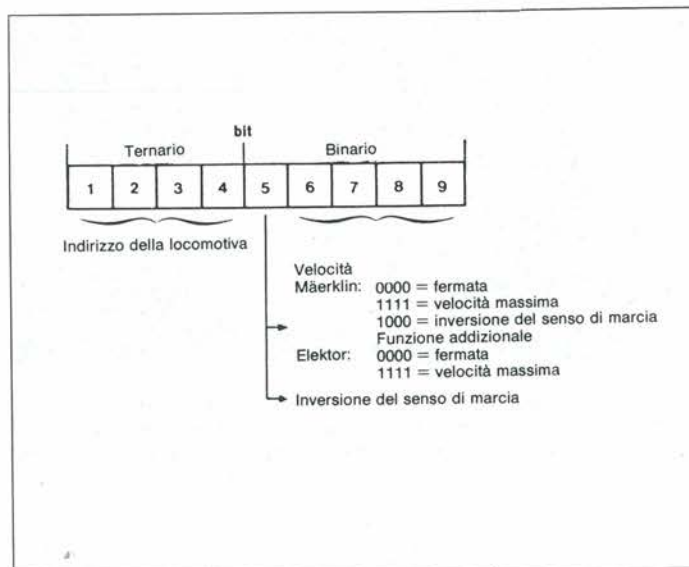 bit
Ternario Binario
1 2 3 4 5 6 7 8 9
Indirizzo della locomotiva
Velocità
Mäerklin: 0000 = fermata
1111 = velocità massima
1000 = inversione del senso di marcia
Funzione addizionale
Elektor: 0000 = fermata
1111 = velocità massima
Inversione del senso di marcia